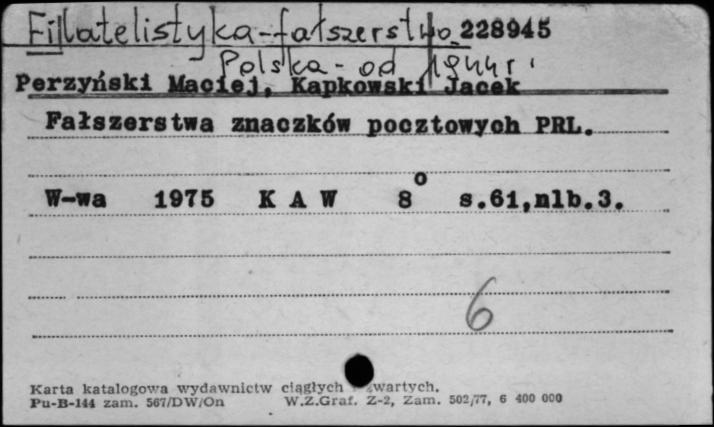 Filatelistyka-fałszerstwo 228945
Polska - od 1944 r.
Perzyński Maciej, Kapkowski Jacek
Fałszerstwa znaczków pocztowych PRL.
W-wa 1975 K A W 8° s.61,nlb.3.
6
Karta katalogowa wydawnictw ciągłych zwartych.
Pu-B-144 zam. 567/DW/On W.Z.Graf. Z-2, Zam. 502/77, 6 400 000